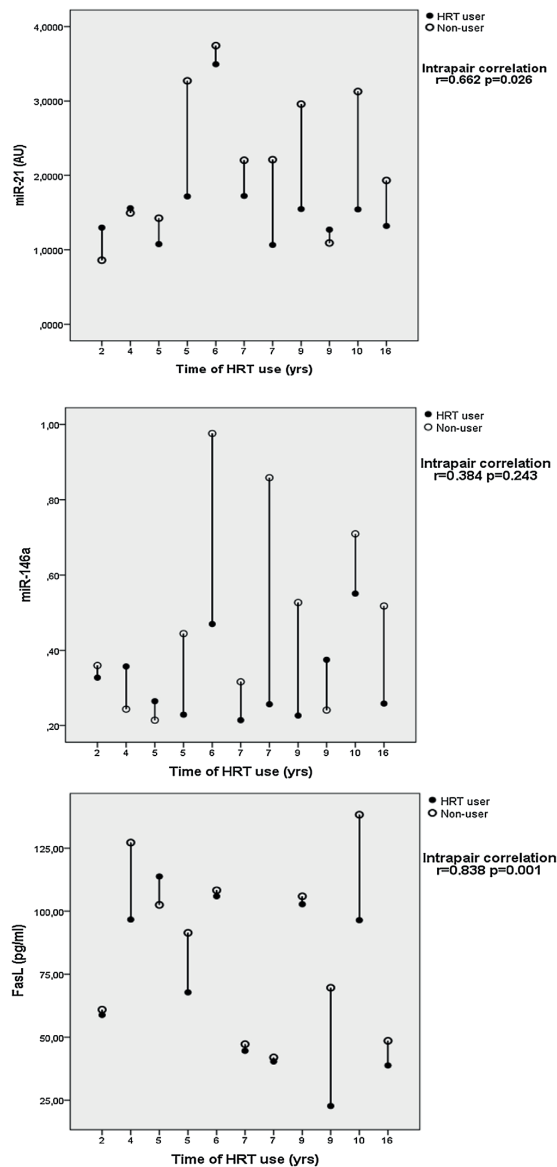 HRT user
Non-user
Intrapair correlation
r=0.662 p=0.026
miR-21 (AU)
4,0000
3,0000
2,0000
1,0000
,0000
2 4 5 5 6 7 7 9 9 10 16
Time of HRT use (yrs)
HRT user
Non-user
Intrapair correlation
r=0.384 p=0.243
miR-146a
1,00
,80
,60
,40
,20
2 4 5 5 6 7 7 9 9 10 16
Time of HRT use (yrs)
HRT user
Non-user
Intrapair correlation
r=0.838 p=0.001
FasL (pg/ml)
125,00
100,00
75,00
50,00
25,00
2 4 5 5 6 7 7 9 9 10 16
Time of HRT use (yrs)